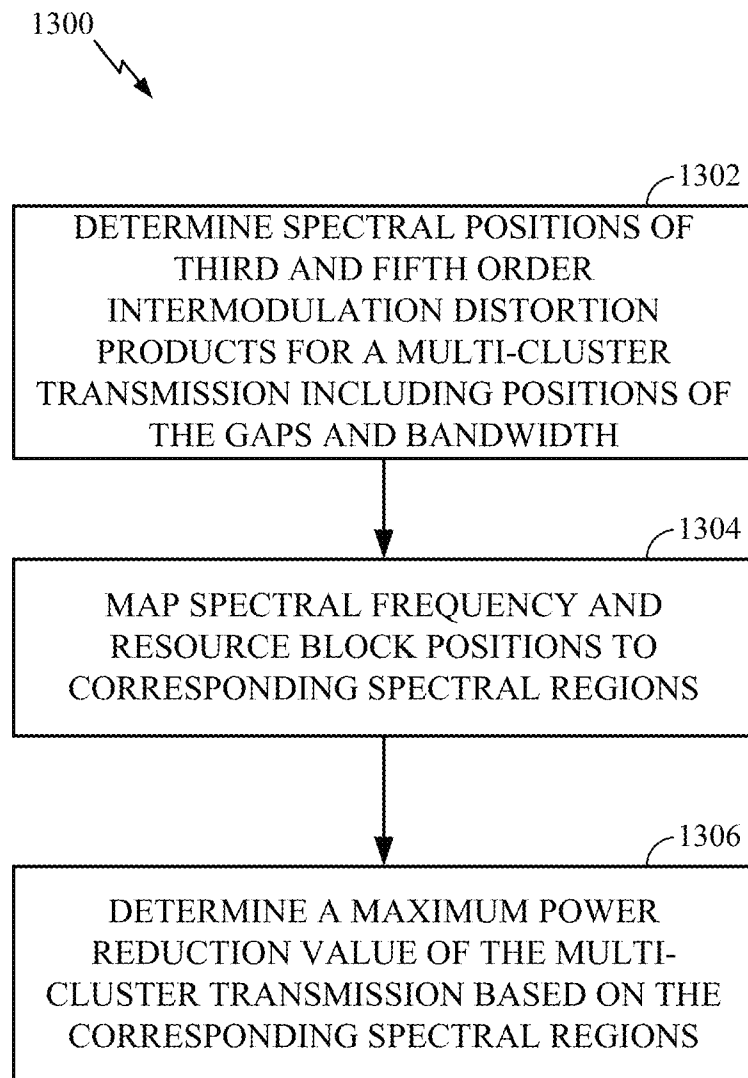 1300
1302
DETERMINE SPECTRAL POSITIONS OF
THIRD AND FIFTH ORDER
INTERMODULATION DISTORTION
PRODUCTS FOR A MULTI-CLUSTER
TRANSMISSION INCLUDING POSITIONS OF
THE GAPS AND BANDWIDTH
1304
MAP SPECTRAL FREQUENCY AND
RESOURCE BLOCK POSITIONS TO
CORRESPONDING SPECTRAL REGIONS
1306
DETERMINE A MAXIMUM POWER
REDUCTION VALUE OF THE MULTI-
CLUSTER TRANSMISSION BASED ON THE
CORRESPONDING SPECTRAL REGIONS